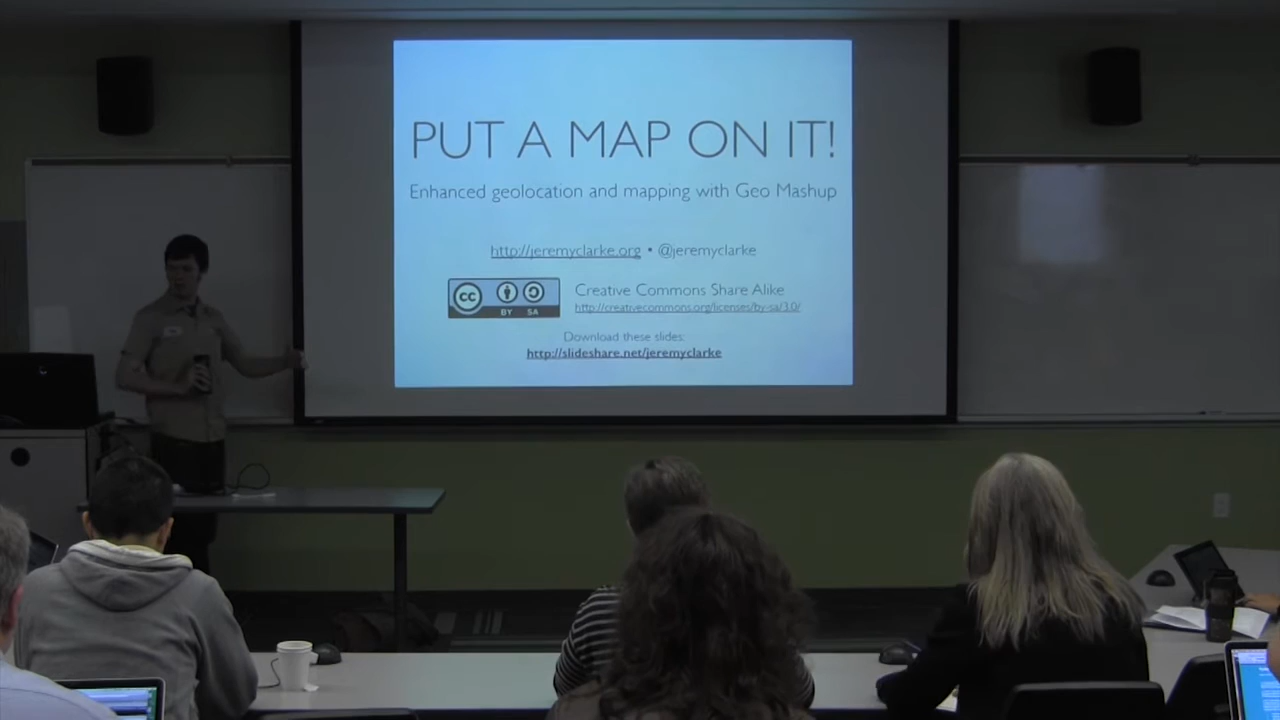 PUT A MAP ON IT!
Enhanced geolocation and mapping with Geo Mashup
http://jeremyclarke.org • @jeremyclarke
cc
BY SA
Creative Commons Share Alike
http://creativecommons.org/licenses/by-sa/3.0/
Download these slides:
http://slideshare.net/jeremyclarke